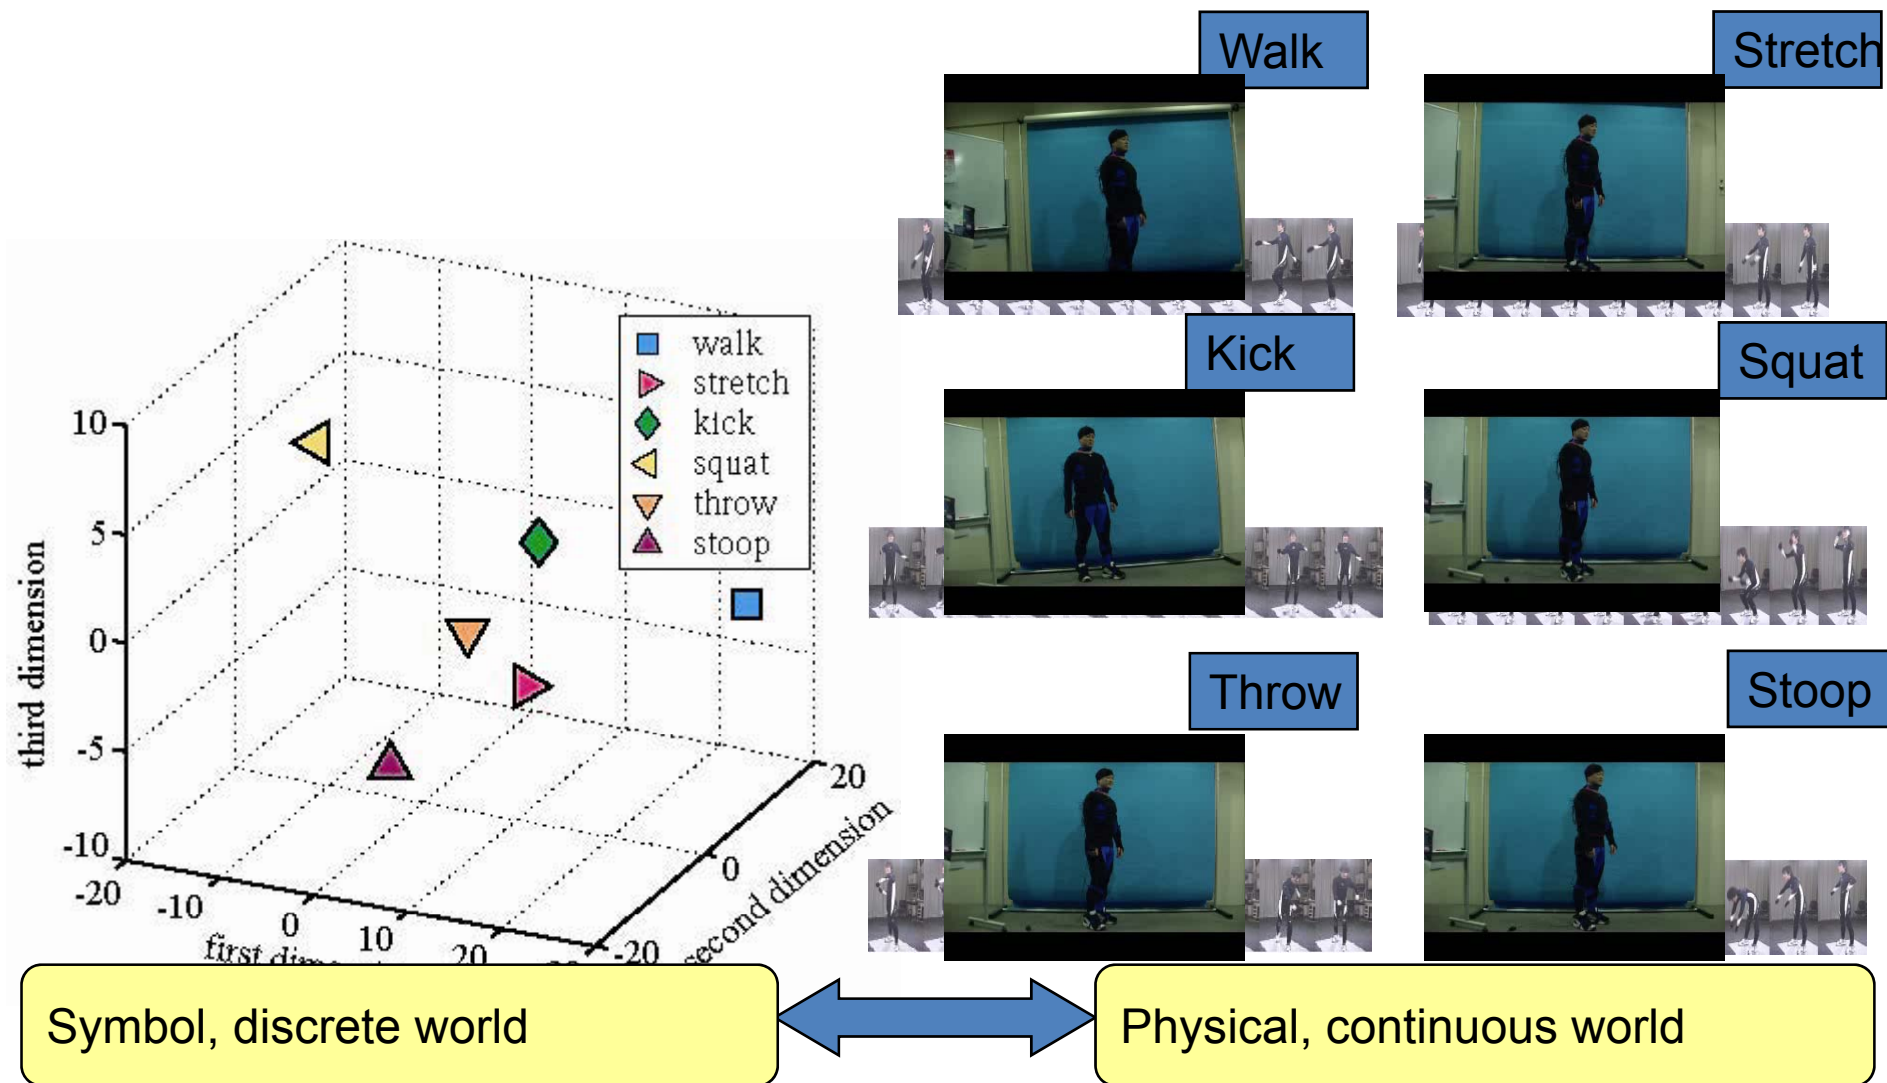 Walk
Stretch
walk
stretch
kick
squat
throw
stoop
Kick
Squat
10
5
0
-5
-10
third dimension
-20
-10
0
10
20
first
-20
0
20
second dimension
Throw
Stoop
Symbol, discrete world
Physical, continuous world